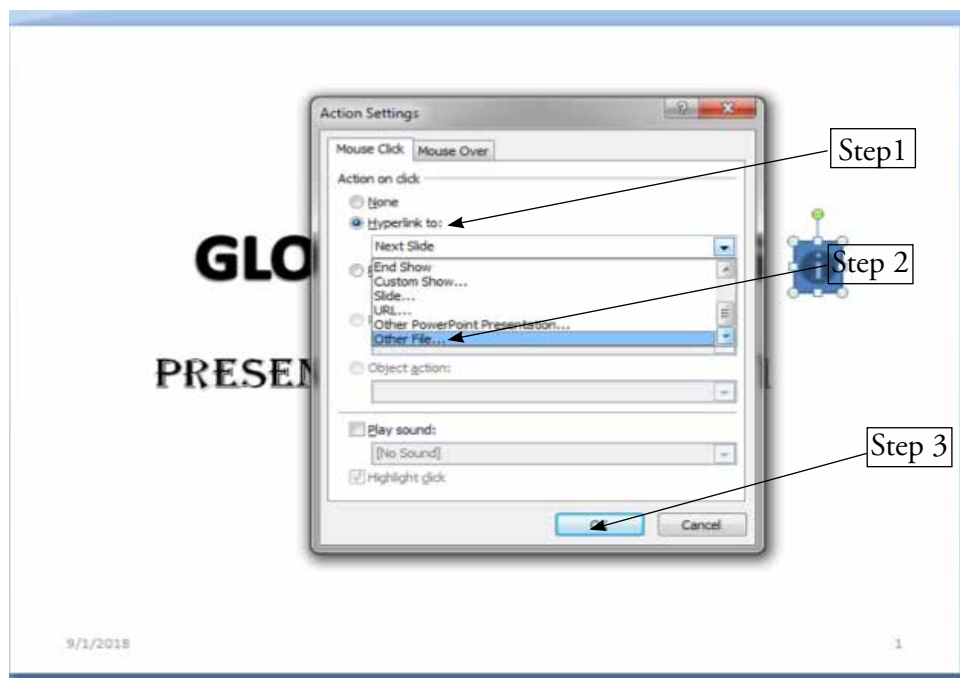 Action Settings
Mouse Click Mouse Over
Step1
Action on click
None
Hyperlink to:
Next Slide
GLO
End Show
Step 2
Custom Show...
Slide...
URL...
Other PowerPoint Presentation...
Other File...
PRESEN
Object action:
Play sound:
Step 3
[No Sound]
Highlight click
Cancel
9/1/2018 1